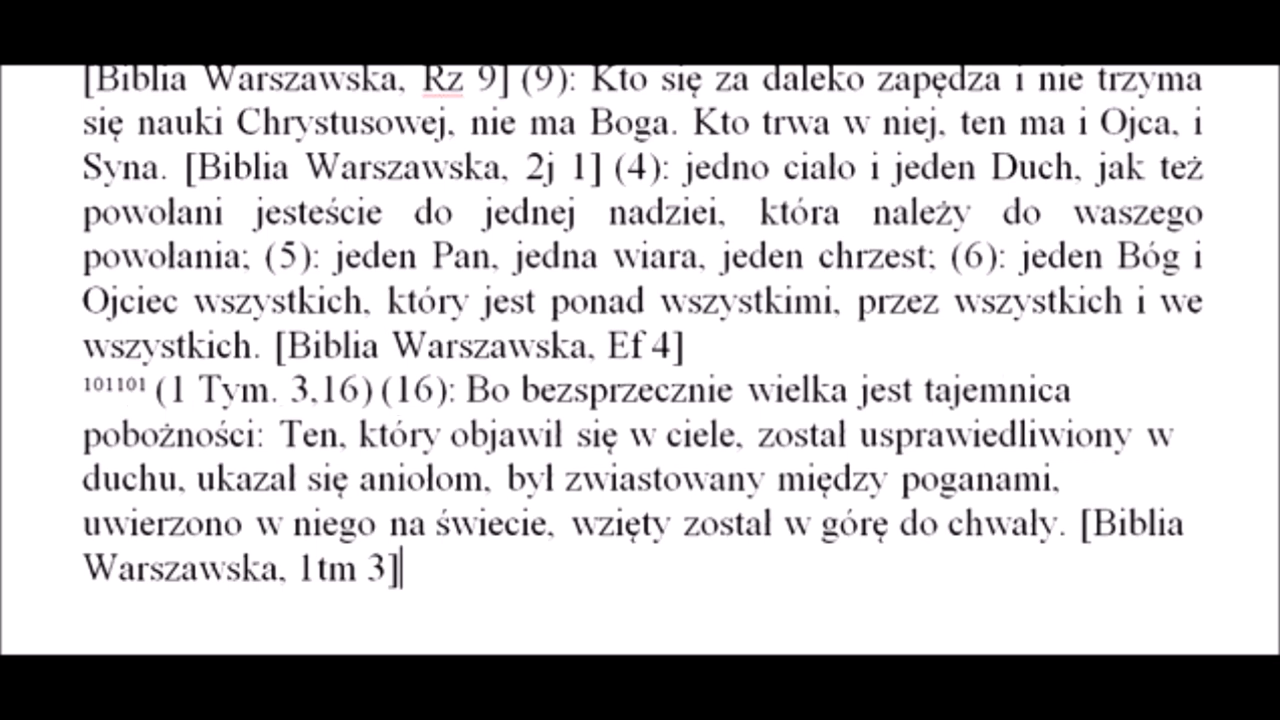 [Biblia Warszawska, Rz 9] (9): Kto się za daleko zapędza i nie trzyma
się nauki Chrystusowej, nie ma Boga. Kto trwa w niej, ten ma i Ojca, i
Syna. [Biblia Warszawska, 2j 1] (4): jedno ciało i jeden Duch, jak też
powołani jesteście do jednej nadziei, która należy do waszego
powołania; (5): jeden Pan, jedna wiara, jeden chrzest; (6): jeden Bóg i
Ojciec wszystkich, który jest ponad wszystkimi, przez wszystkich i we
wszystkich. [Biblia Warszawska, Ef 4]
101101 (1 Tym. 3,16) (16): Bo bezsprzecznie wielka jest tajemnica
pobożności: Ten, który objawił się w ciele, został usprawiedliwiony w
duchu, ukazał się aniołom, był zwiastowany między poganami,
uwierzono w niego na świecie, wzięty został w górę do chwały. [Biblia
Warszawska, 1tm 3]